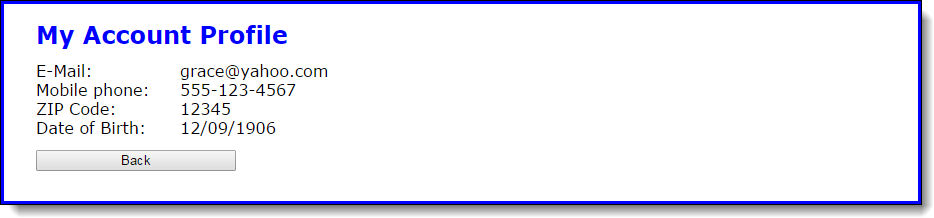 My Account Profile
E-Mail: grace@yahoo.com
Mobile phone: 555-123-4567
ZIP Code: 12345
Date of Birth: 12/09/1906
Back